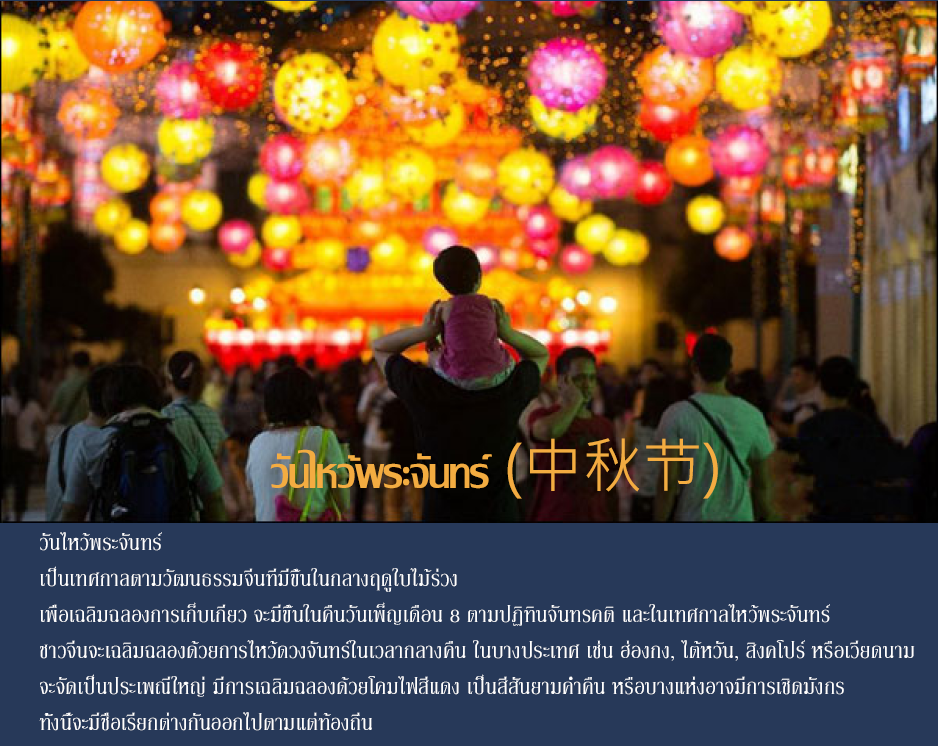 วันไหว้พระจันทร์ (中秋节)
วันไหว้พระจันทร์
เป็นเทศกาลตามวัฒนธรรมจีนที่มีขึ้นในกลางฤดูใบไม้ร่วง
เพื่อเฉลิมฉลองการเก็บเกี่ยว จะมีขึ้นในคืนวันเพ็ญเดือน 8 ตามปฏิทินจันทรคติ และในเทศกาลไหว้พระจันทร์
ชาวจีนจะเฉลิมฉลองด้วยการไหว้ดวงจันทร์ในเวลากลางคืน ในบางประเทศ เช่น ฮ่องกง, ไต้หวัน, สิงคโปร์ หรือเวียดนาม
จะจัดเป็นประเพณีใหญ่ มีการเฉลิมฉลองด้วยโคมไฟสีแดง เป็นสีสันยามค่ำคืน หรือบางแห่งอาจมีการเชิดมังกร
ทั้งนี้จะมีชื่อเรียกต่างกันออกไปตามแต่ท้องถิ่น